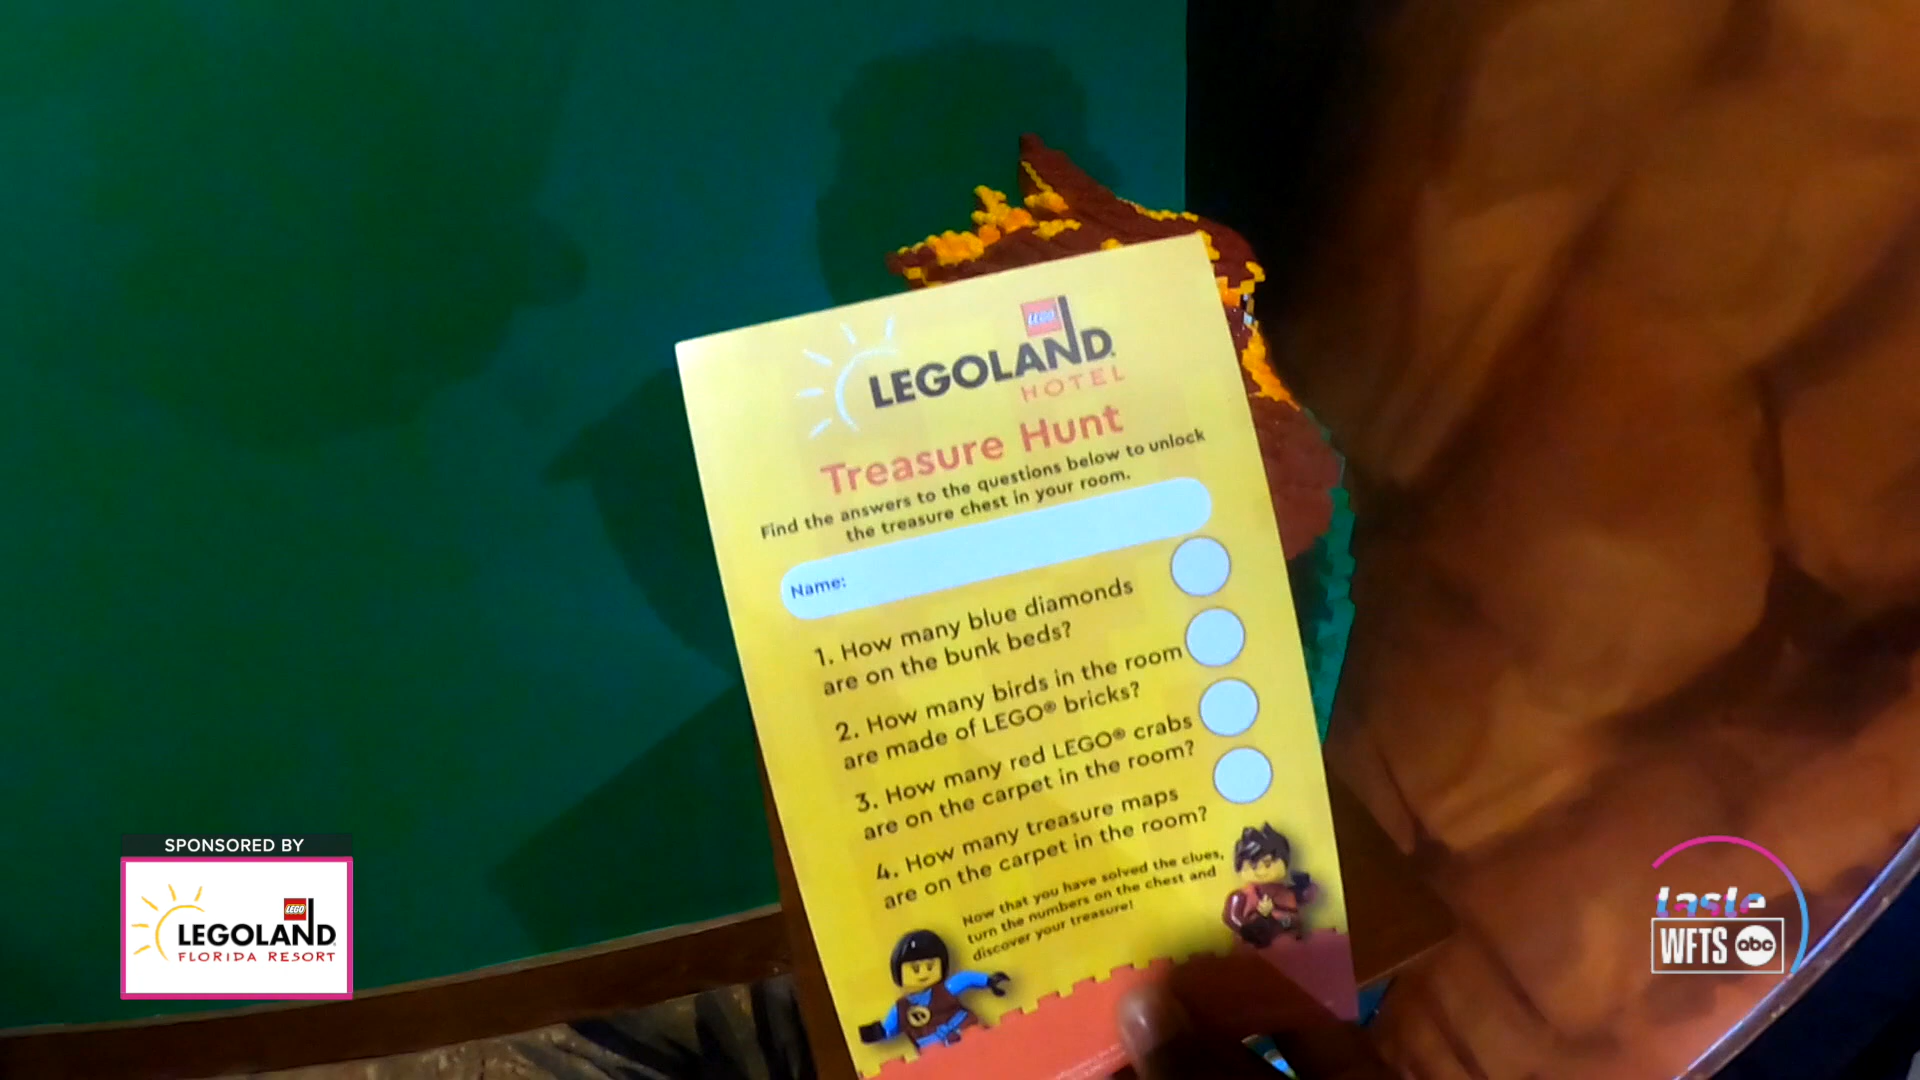 LEGO
LEGOLAND
HOTEL
Treasure Hunt
Find the answers to the questions below to unlock
the treasure chest in your room.
Name:
1. How many blue diamonds
are on the bunk beds?
2. How many birds in the room
are made of LEGO® bricks?
3. How many red LEGO® crabs
are on the carpet in the room?
4. How many treasure maps
are on the carpet in the room?
Now that you have solved the clues,
turn the numbers on the chest and
discover your treasure!
SPONSORED BY
LEGO
LEGOLAND
FLORIDA RESORT
taste
WFTS abc